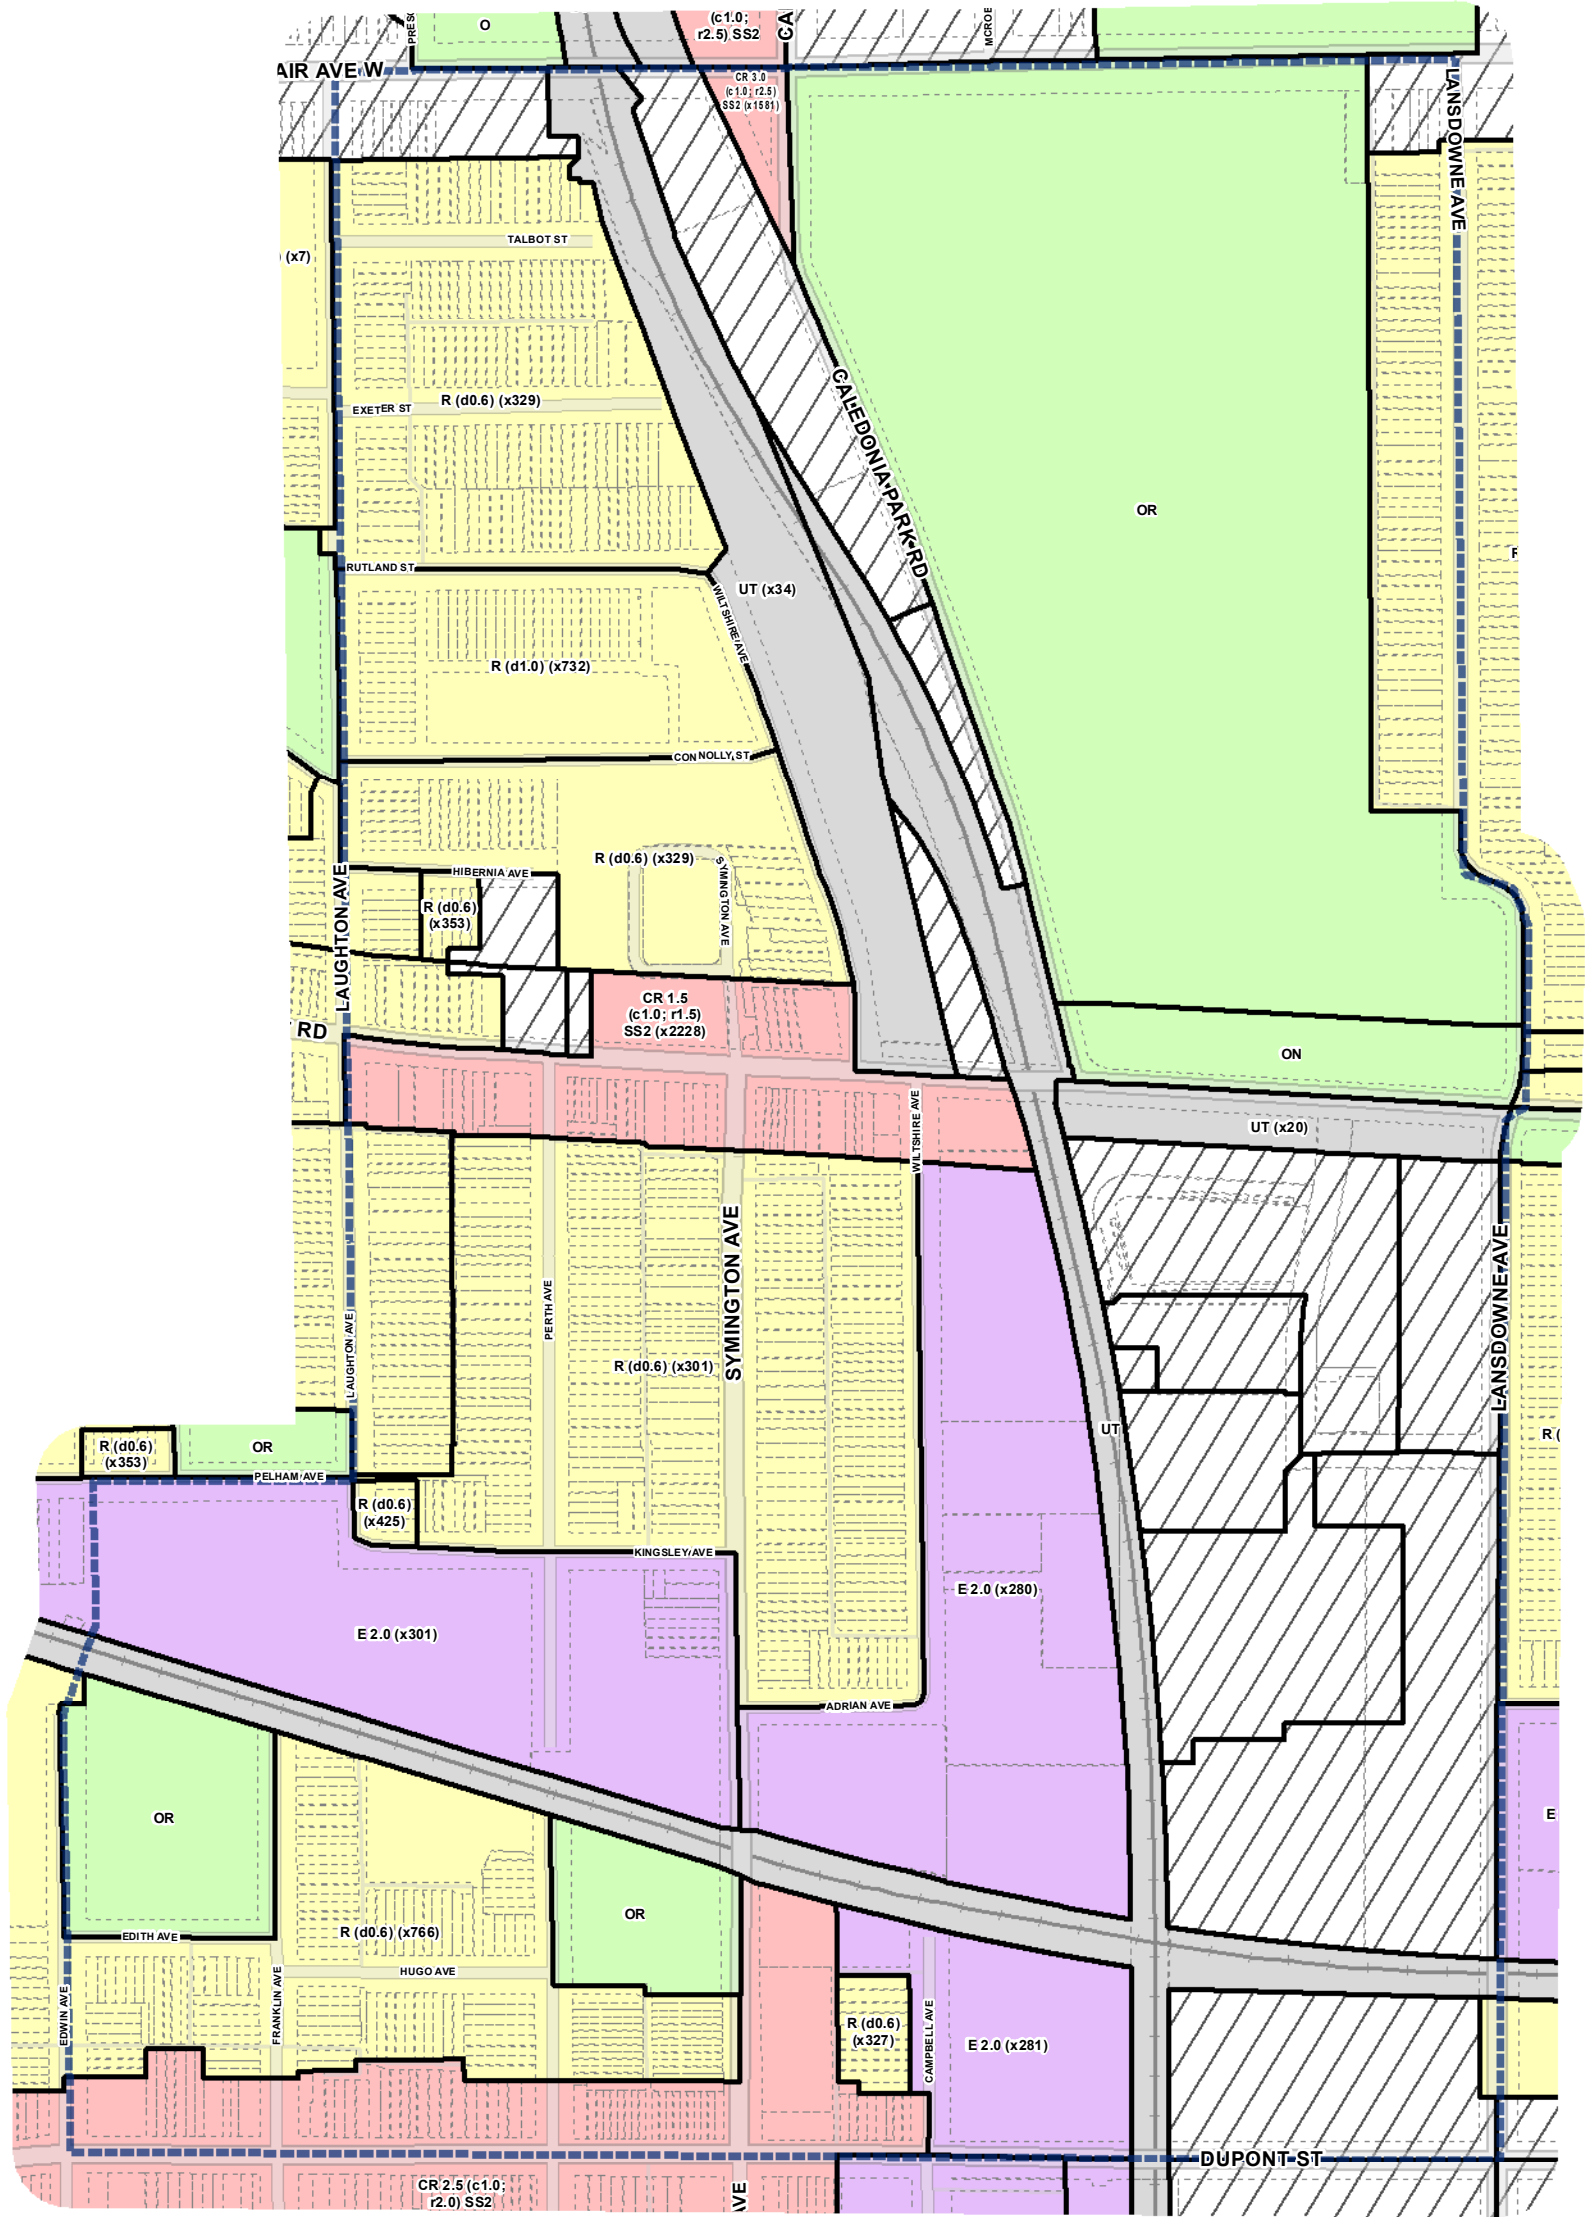 O
PRESC
(c1.0;
r2.5) SS2
CA
MCROE
AIR AVE W
CR 3.0
(c1.0; r2.5)
SS2 (x1581)
LANSDOWNE AVE
TALBOT ST
(x7)
EXETER ST
R (d0.6) (x329)
CALEDONIA PARK RD
OR
R
RUTLAND ST
UT (x34)
WILTSHIRE AVE
R (d1.0) (x732)
CONNOLLY ST
R (d0.6) (x329)
SYMINGTON AVE
HIBERNIA AVE
LAUGHTON AVE
R (d0.6)
(x353)
CR 1.5
(c1.0; r1.5)
SS2 (x2228)
RD
ON
WILTSHIRE AVE
UT (x20)
SYMINGTON AVE
LANSDOWNE AVE
PERTH AVE
LAUGHTON AVE
R (d0.6) (x301)
UT
R (
R (d0.6)
(x353)
OR
PELHAM AVE
R (d0.6)
(x425)
KINGSLEY AVE
E 2.0 (x280)
E 2.0 (x301)
ADRIAN AVE
OR
E
OR
R (d0.6) (x766)
EDITH AVE
HUGO AVE
EDWIN AVE
FRANKLIN AVE
R (d0.6)
(x327)
CAMPBELL AVE
E 2.0 (x281)
DUPONT ST
CR 2.5 (c1.0;
r2.0) SS2
AVE